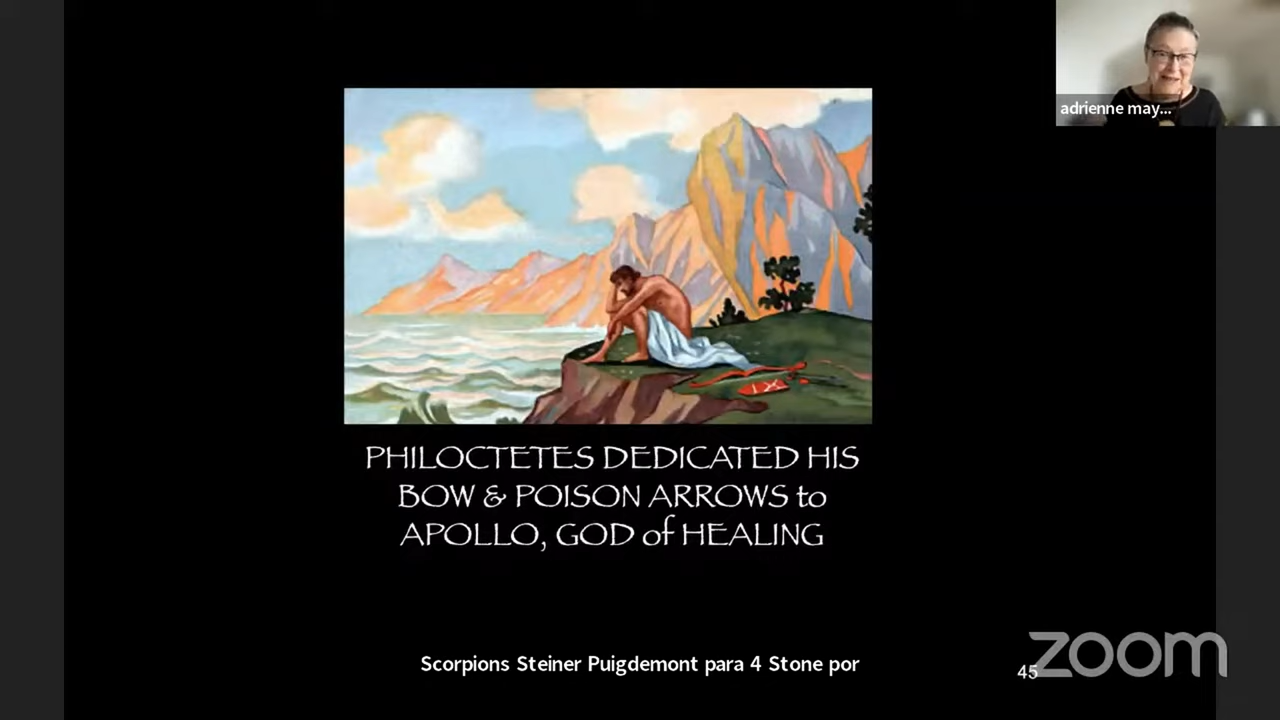 adrienne may...
PHILOCTETES DEDICATED HIS
BOW & POISON ARROWS to
APOLLO, GOD of HEALING
Scorpions Steiner Puigdemont para 4 Stone por
45
zoom